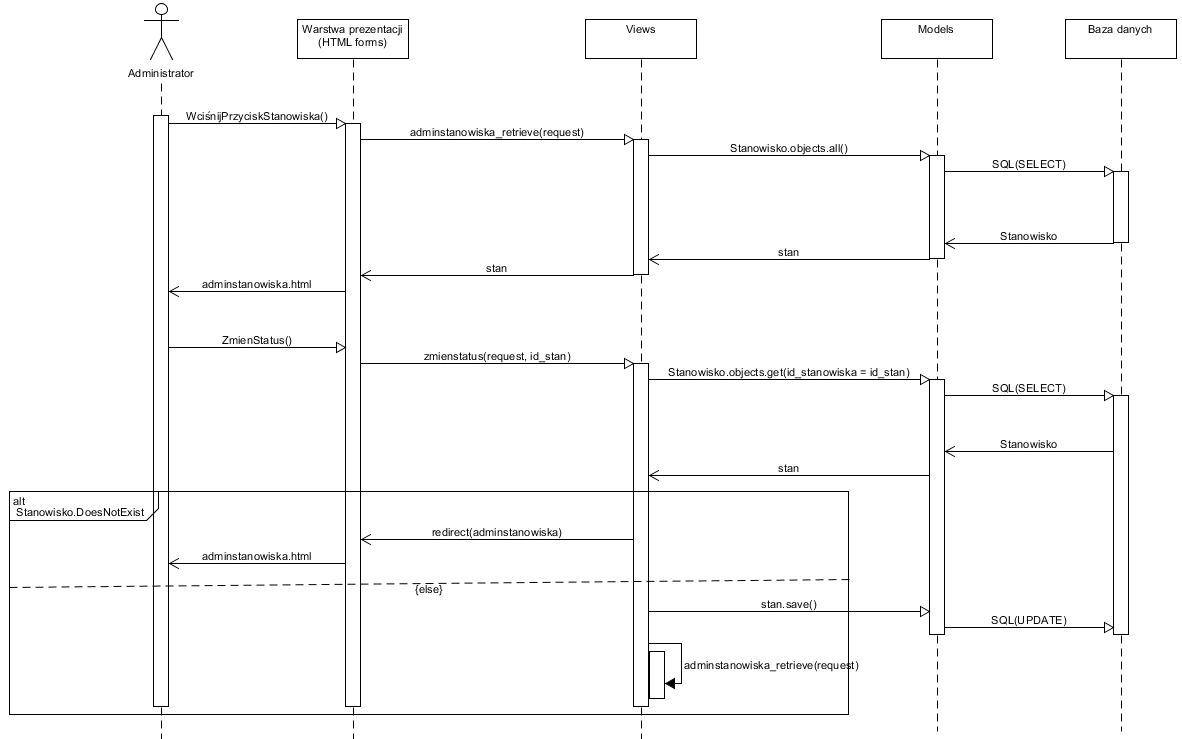 Administrator
Warstwa prezentacji
(HTML forms)
Views
Models
Baza danych
WciśnijPrzyciskStanowiska()
adminstanowiska_retrieve(request)
Stanowisko.objects.all()
SQL(SELECT)
Stanowisko
stan
stan
adminstanowiska.html
ZmienStatus()
zmienstatus(request, id_stan)
Stanowisko.objects.get(id_stanowiska = id_stan)
SQL(SELECT)
Stanowisko
stan
alt
Stanowisko.DoesNotExist
redirect(adminstanowiska)
adminstanowiska.html
{else}
stan.save()
SQL(UPDATE)
adminstanowiska_retrieve(request)